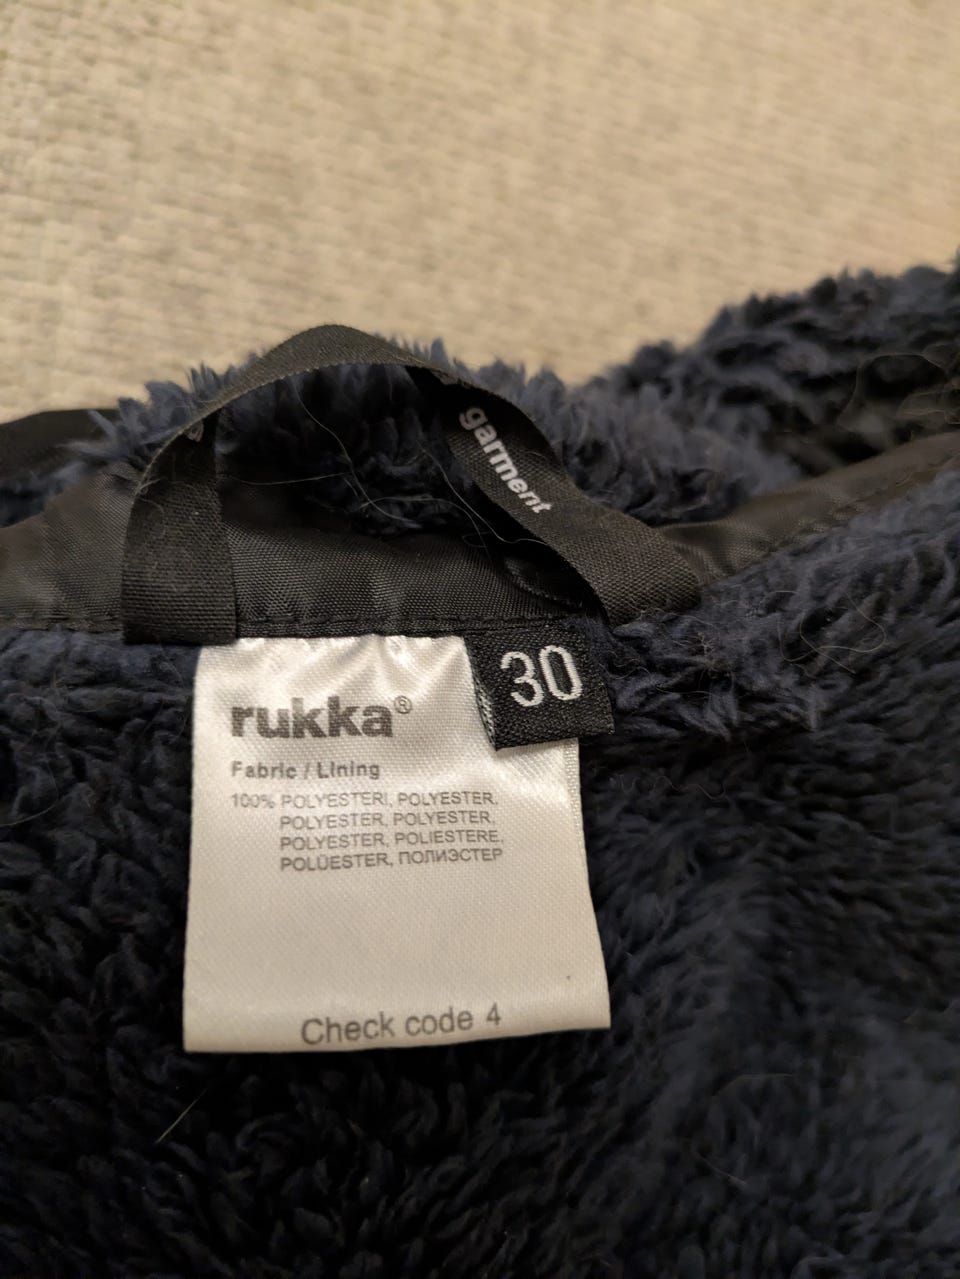 garment
30
rukka®
Fabric / Lining
100% POLYESTERI, POLYESTER,
POLYESTER, POLYESTER,
POLYESTER, POLIESTERE,
POLÜESTER, ПОЛИЭСТЕР
Check code 4